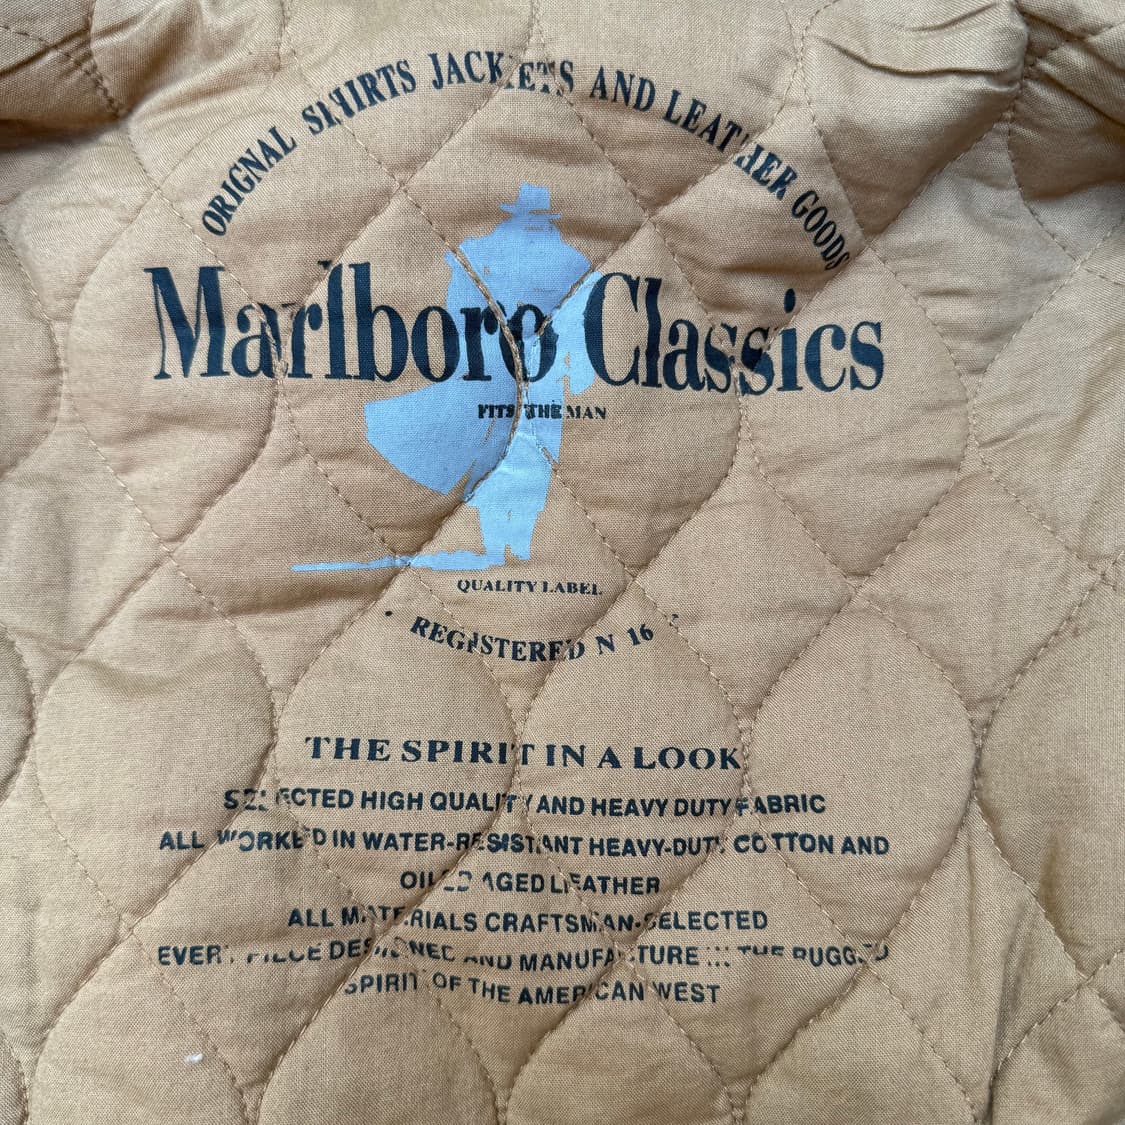 ORIGNAL SHIRTS JACKETS AND LEATHER GOODS
Marlboro Classics
FITS THE MAN
QUALITY LABEL
REGISTERED N 16
THE SPIRIT IN A LOOK
SELECTED HIGH QUALITY AND HEAVY DUTY FABRIC
ALL WORKED IN WATER-RESISTANT HEAVY-DUTY COTTON AND
OILED AGED LEATHER
ALL MATERIALS CRAFTSMAN-SELECTED
EVERY PIECE DESIGNED AND MANUFACTURE IN THE RUGGED
SPIRIT OF THE AMERICAN WEST